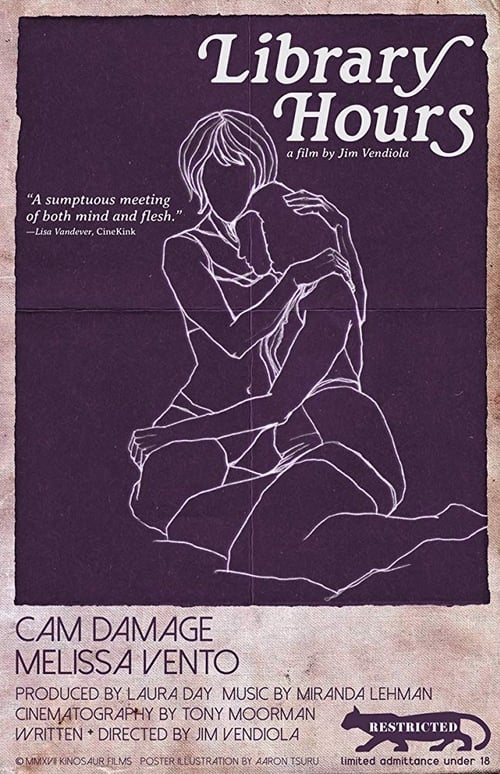 Library
Hours
a film by Jim Vendiola
“A sumptuous meeting
of both mind and flesh.”
—Lisa Vandever, CineKink
CAM DAMAGE
MELISSA VENTO
PRODUCED BY LAURA DAY MUSIC BY MIRANDA LEHMAN
CINEMATOGRAPHY BY TONY MOORMAN
WRITTEN + DIRECTED BY JIM VENDIOLA
RESTRICTED
© MMXVII KINOSAUR FILMS POSTER ILLUSTRATION BY AARON TSURU
limited admittance under 18